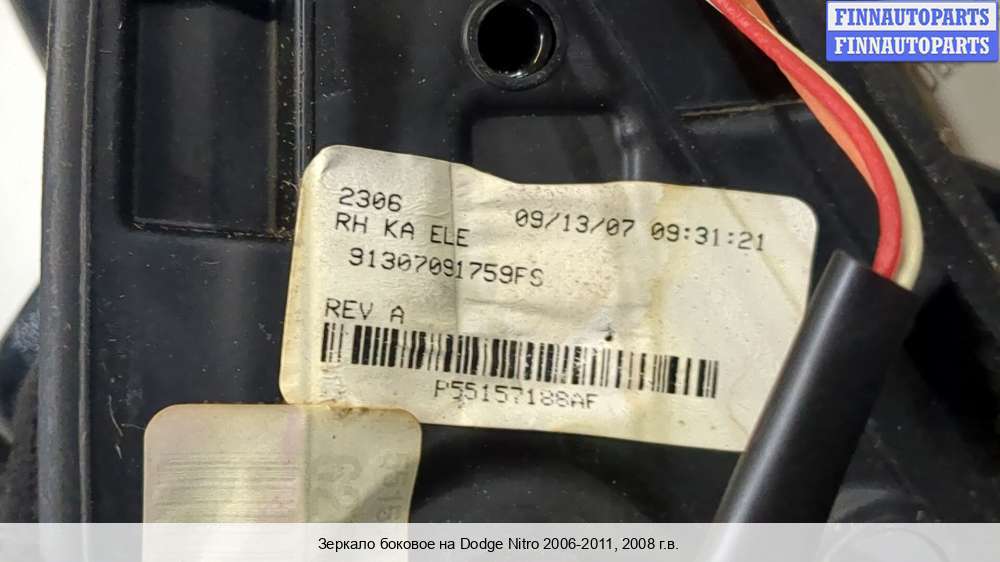 FINNAUTOPARTS
FINNAUTOPARTS
2306
09/13/07 09:31:21
RH KA ELE
91307091759FS
REV A
P55157188AF
Зеркало боковое на Dodge Nitro 2006-2011, 2008 г.в.